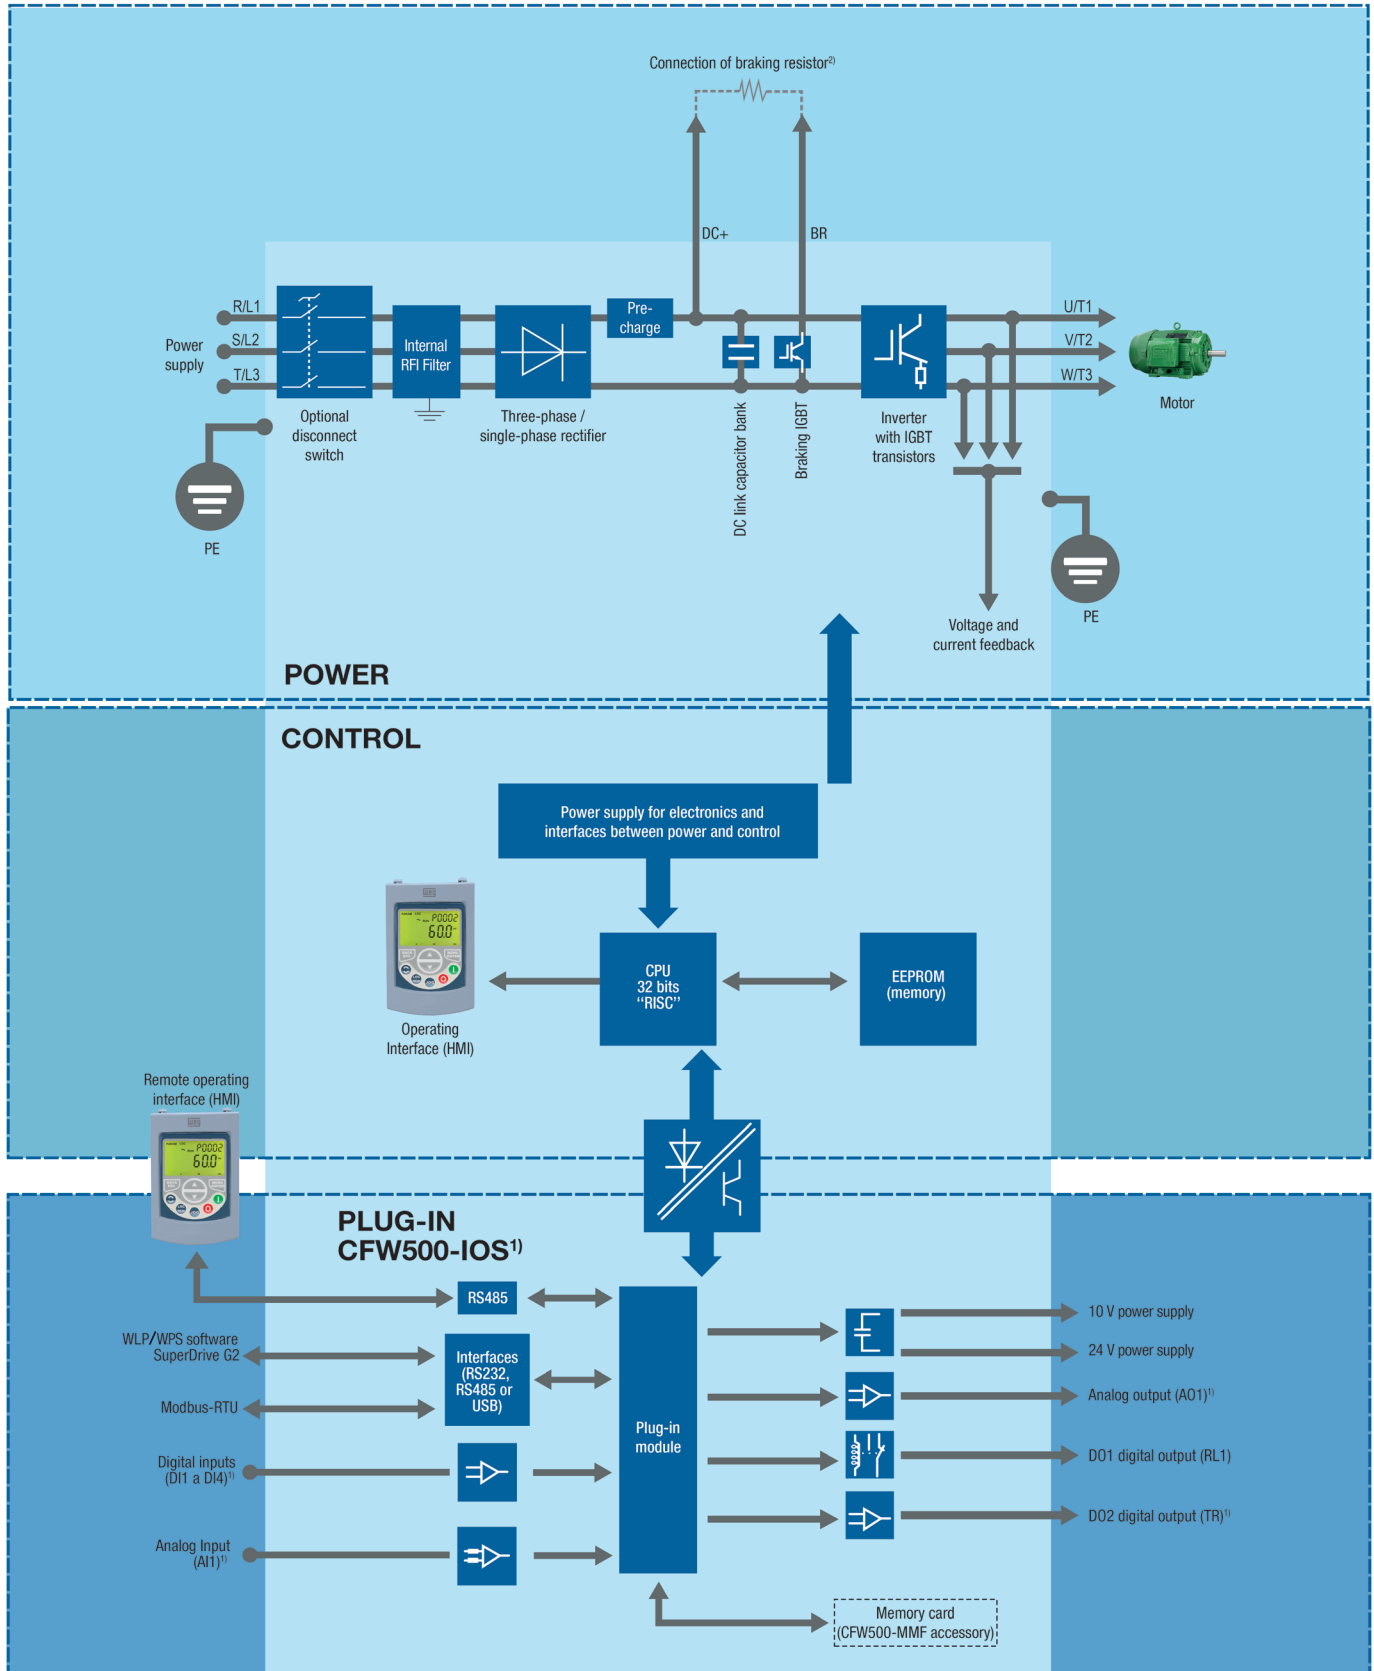 Connection of braking resistor2)
DC+
BR
R/L1
S/L2
T/L3
Power
supply
Internal
RFI Filter
Pre-
charge
U/T1
V/T2
W/T3
Motor
Optional
disconnect
switch
Three-phase /
single-phase rectifier
DC link capacitor bank
Braking IGBT
Inverter
with IGBT
transistors
PE
PE
Voltage and
current feedback
POWER
CONTROL
Power supply for electronics and
interfaces between power and control
P0002
60.0
CPU
32 bits
“RISC”
EEPROM
(memory)
Operating
Interface (HMI)
Remote operating
interface (HMI)
P0002
60.0
PLUG-IN
CFW500-IOS1)
RS485
WLP/WPS software
SuperDrive G2
Interfaces
(RS232,
RS485 or
USB)
Modbus-RTU
Digital inputs
(DI1 a DI4)1)
Analog Input
(AI1)1)
Plug-in
module
10 V power supply
24 V power supply
Analog output (AO1)1)
DO1 digital output (RL1)
DO2 digital output (TR)1)
Memory card
(CFW500-MMF accessory)